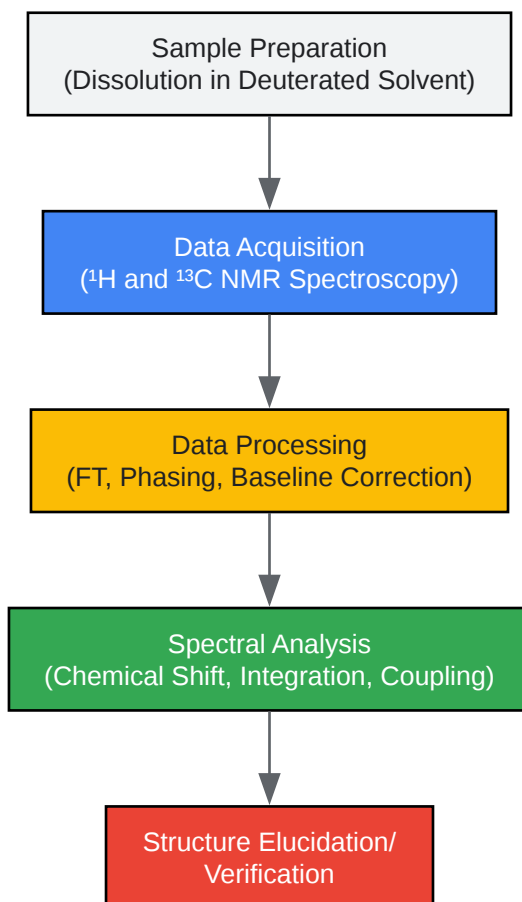 Sample Preparation
(Dissolution in Deuterated Solvent)
Data Acquisition
(¹H and ¹³C NMR Spectroscopy)
Data Processing
(FT, Phasing, Baseline Correction)
Spectral Analysis
(Chemical Shift, Integration, Coupling)
Structure Elucidation/
Verification